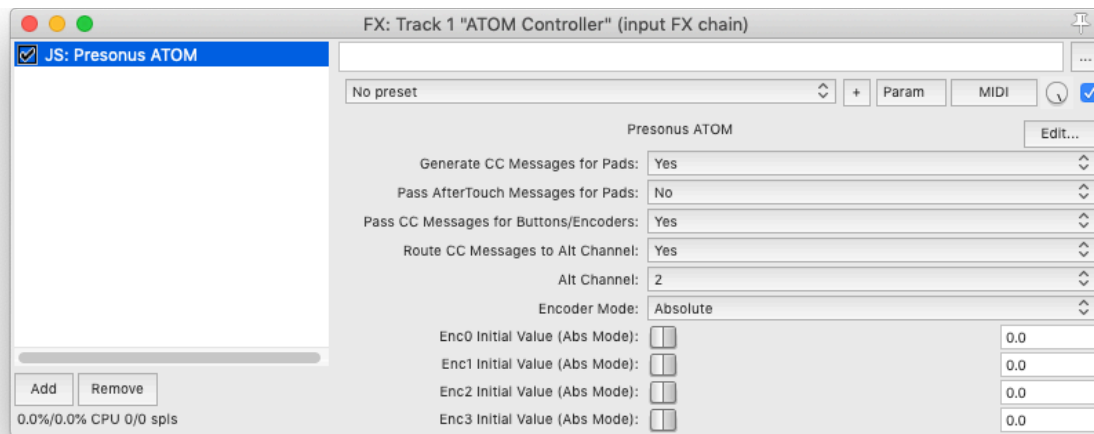 FX: Track 1 "ATOM Controller" (input FX chain)
JS: Presonus ATOM
...
No preset + Param MIDI
Presonus ATOM
Edit...
Generate CC Messages for Pads: Yes
Pass AfterTouch Messages for Pads: No
Pass CC Messages for Buttons/Encoders: Yes
Route CC Messages to Alt Channel: Yes
Alt Channel: 2
Encoder Mode: Absolute
Enc0 Initial Value (Abs Mode): 0.0
Enc1 Initial Value (Abs Mode): 0.0
Enc2 Initial Value (Abs Mode): 0.0
Enc3 Initial Value (Abs Mode): 0.0
Add Remove
0.0%/0.0% CPU 0/0 spls